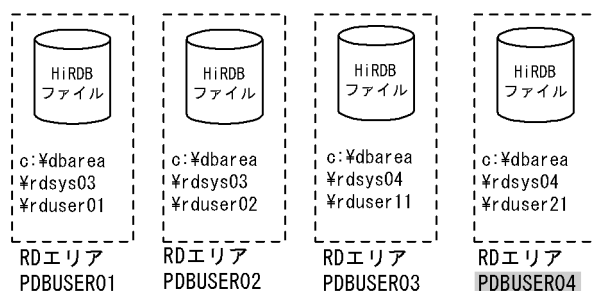 HiRDB
ファイル
c:¥dbarea
¥rdsys03
¥rduser01
RDエリア
PDBUSER01
HiRDB
ファイル
c:¥dbarea
¥rdsys03
¥rduser02
RDエリア
PDBUSER02
HiRDB
ファイル
c:¥dbarea
¥rdsys04
¥rduser11
RDエリア
PDBUSER03
HiRDB
ファイル
c:¥dbarea
¥rdsys04
¥rduser21
RDエリア
PDBUSER04